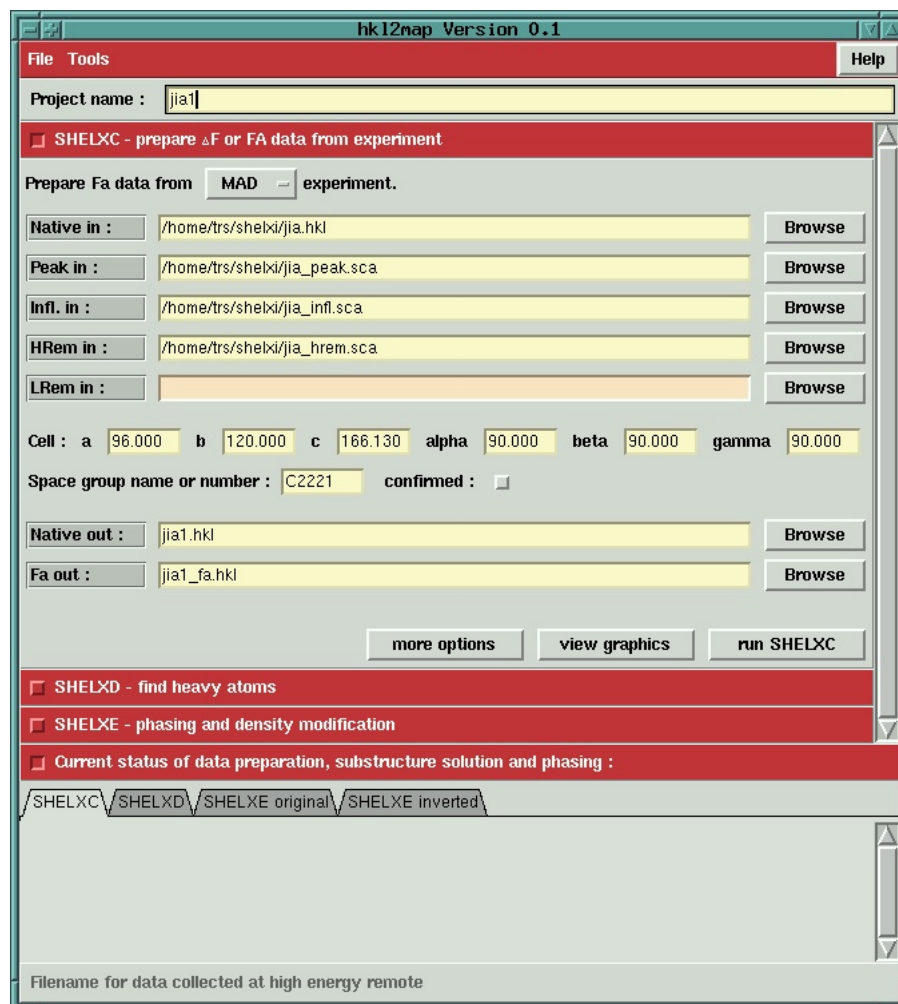 hkl2map Version 0.1
File Tools Help
Project name : jia1
SHELXC - prepare ΔF or FA data from experiment
Prepare Fa data from MAD experiment.
Native in : /home/trs/shelxi/jia.hkl Browse
Peak in : /home/trs/shelxi/jia_peak.sca Browse
Infl. in : /home/trs/shelxi/jia_infl.sca Browse
HRem in : /home/trs/shelxi/jia_hrem.sca Browse
LRem in : Browse
Cell : a 96.000 b 120.000 c 166.130 alpha 90.000 beta 90.000 gamma 90.000
Space group name or number : C2221 confirmed :
Native out : jia1.hkl Browse
Fa out : jia1_fa.hkl Browse
more options view graphics run SHELXC
SHELXD - find heavy atoms
SHELXE - phasing and density modification
Current status of data preparation, substructure solution and phasing :
SHELXC SHELXD SHELXE original SHELXE inverted
Filename for data collected at high energy remote